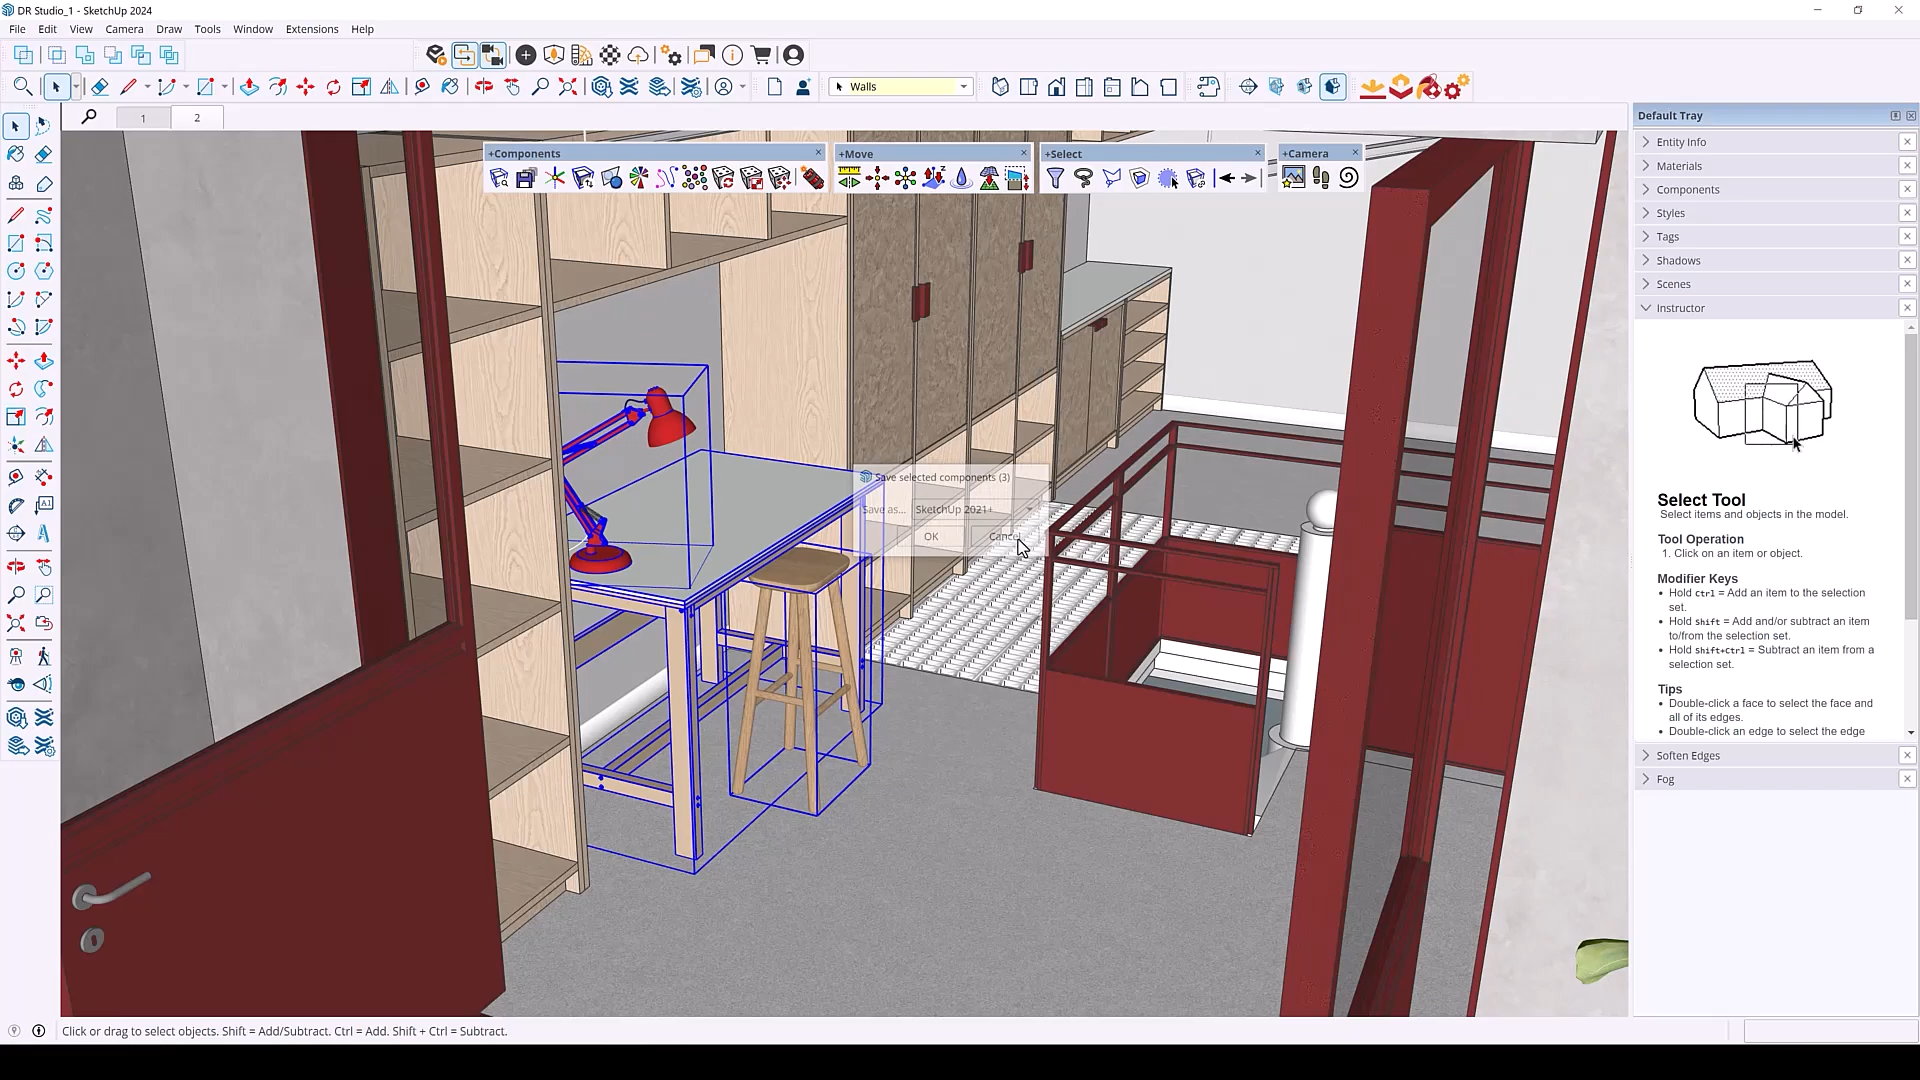 DR Studio_1 - SketchUp 2024
File Edit View Camera Draw Tools Window Extensions Help
Walls
1 2
Default Tray
+Components
+Move
+Select
+Camera
Entity Info
Materials
Components
Styles
Tags
Shadows
Scenes
Instructor
Save selected components (3)
Save as... SketchUp 2021+
OK Cancel
Select Tool
Select items and objects in the model.
Tool Operation
1. Click on an item or object.
Modifier Keys
• Hold ctrl = Add an item to the selection
set.
• Hold shift = Add and/or subtract an item
to/from the selection set.
• Hold shift+Ctrl = Subtract an item from a
selection set.
Tips
• Double-click a face to select the face and
all of its edges.
• Double-click an edge to select the edge
Soften Edges
Fog
Click or drag to select objects. Shift = Add/Subtract. Ctrl = Add. Shift + Ctrl = Subtract.